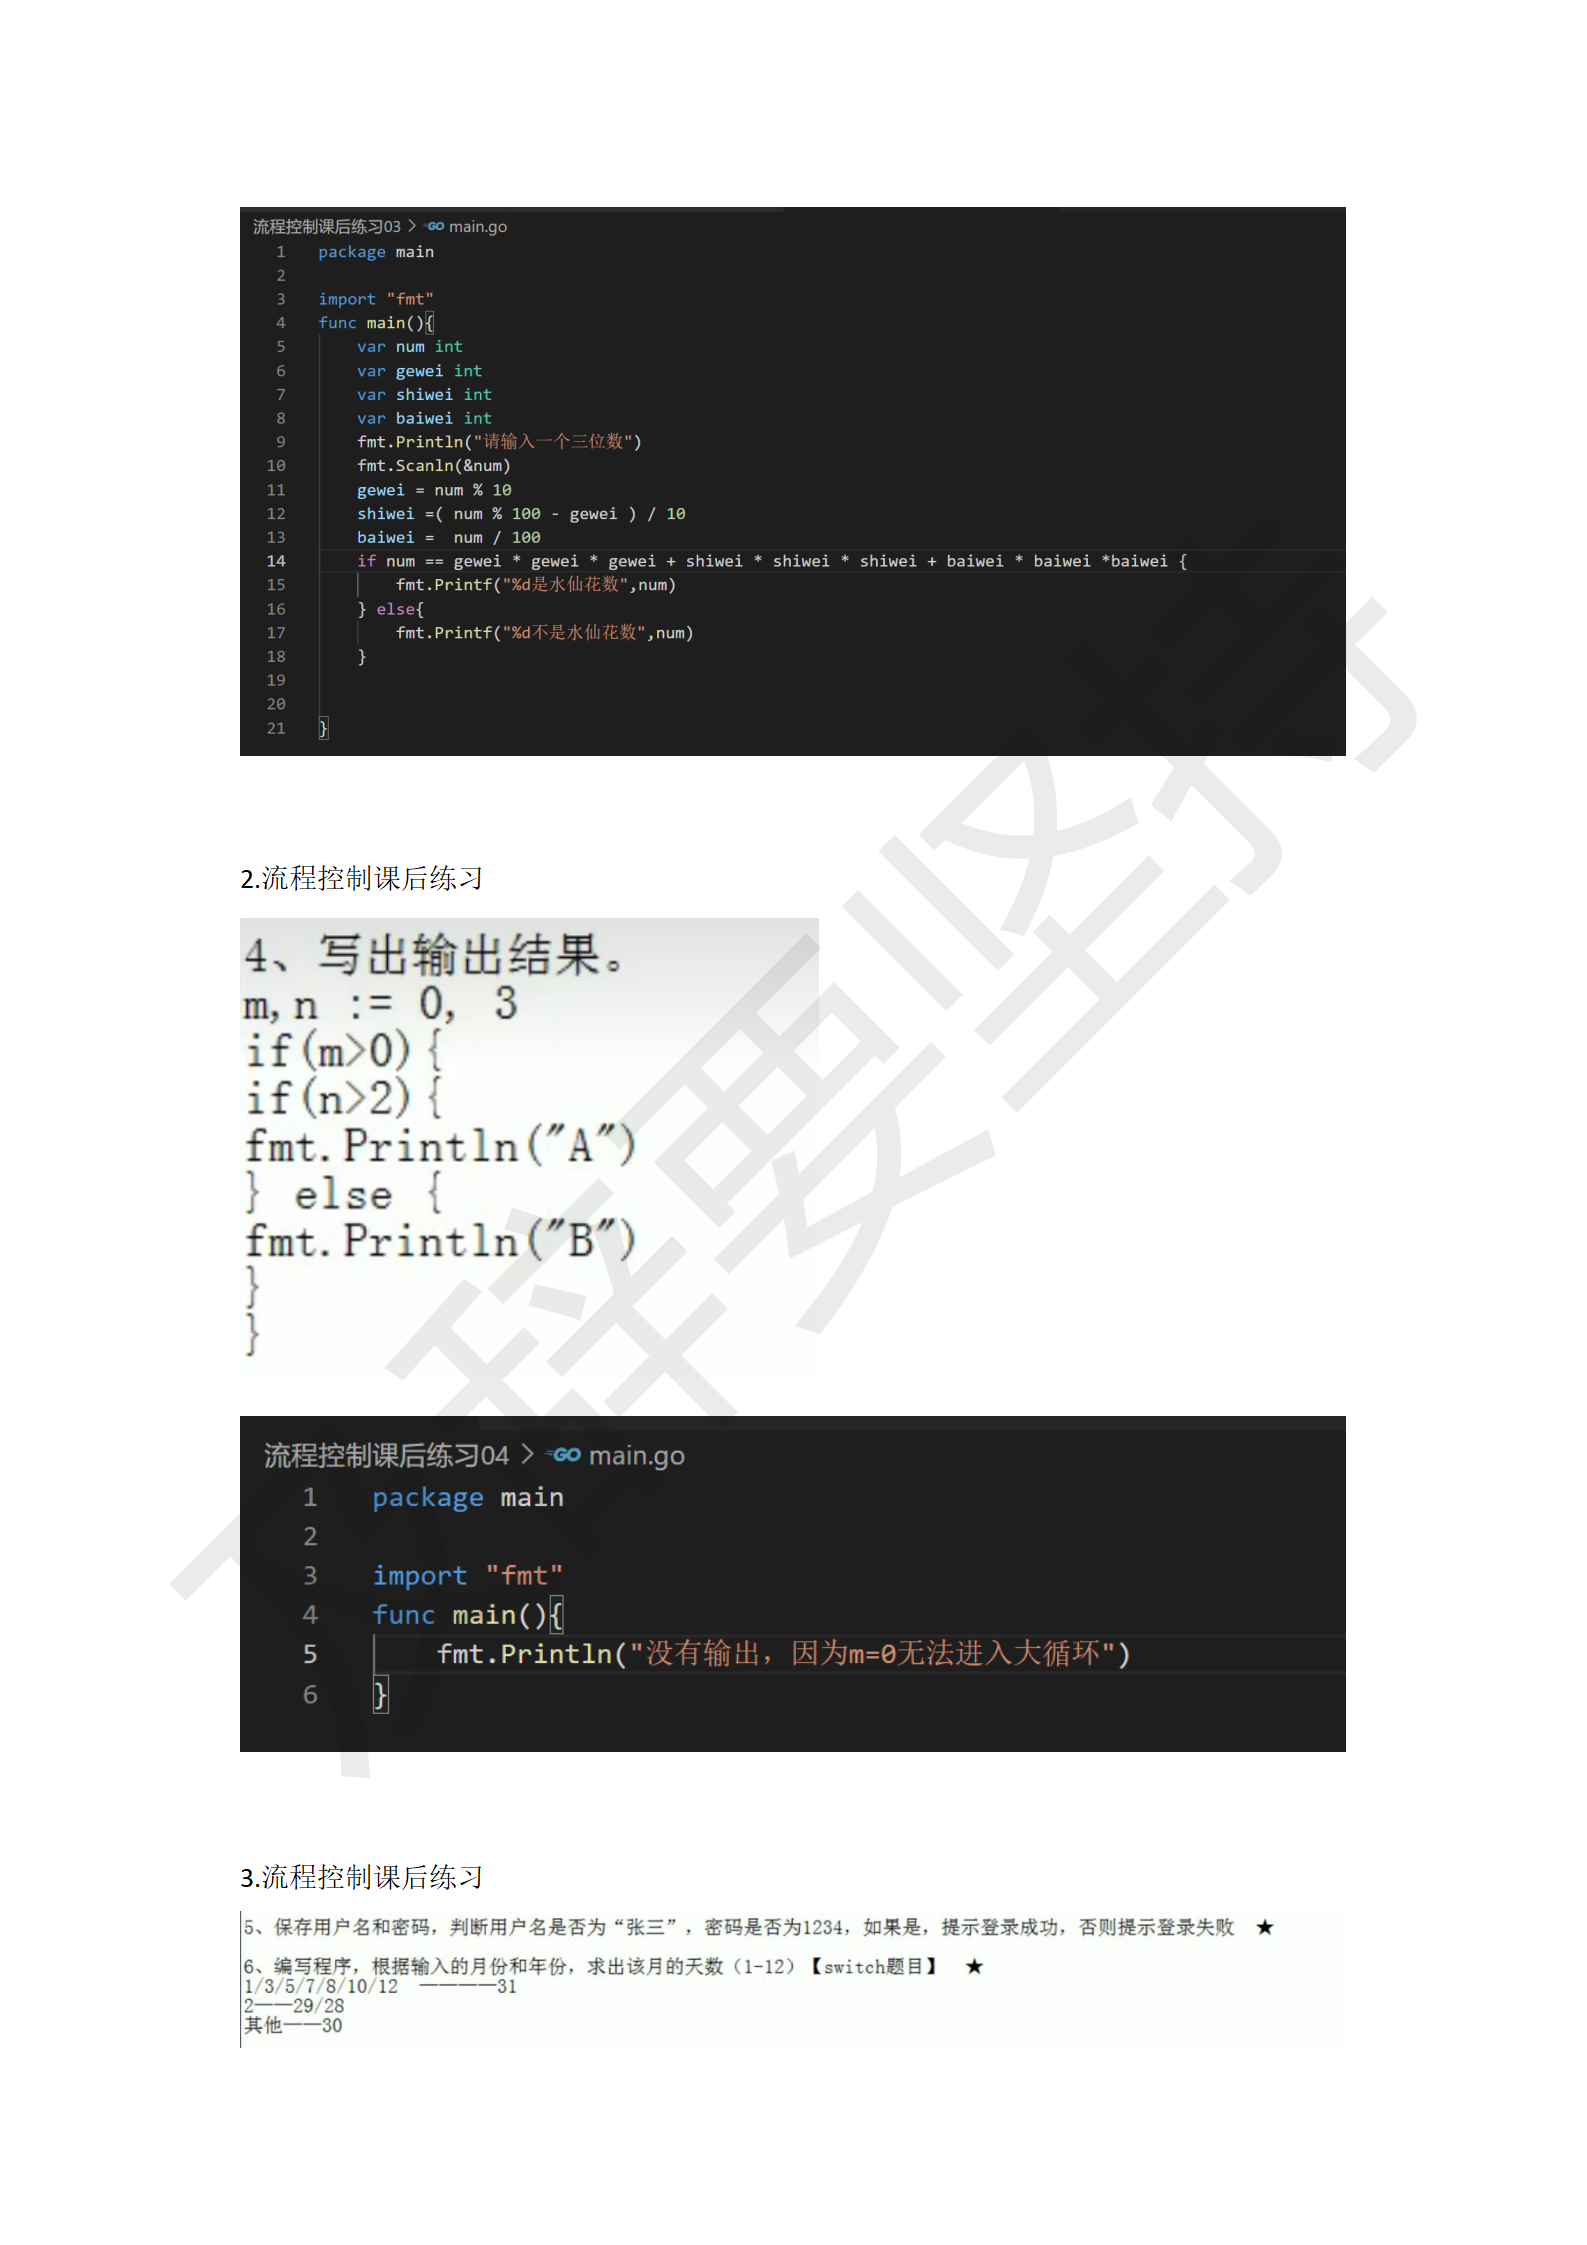 流程控制课后练习03 > GO main.go
1 package main
2
3 import "fmt"
4 func main(){
5 var num int
6 var gewei int
7 var shiwei int
8 var baiwei int
9 fmt.Println("请输入一个三位数")
10 fmt.Scanln(&num)
11 gewei = num % 10
12 shiwei =( num % 100 - gewei ) / 10
13 baiwei =  num / 100
14 if num == gewei * gewei * gewei + shiwei * shiwei * shiwei + baiwei * baiwei *baiwei {
15 fmt.Printf("%d是水仙花数",num)
16 } else{
17 fmt.Printf("%d不是水仙花数",num)
18 }
19
20
21 }
2.流程控制课后练习
4、写出输出结果。
m,n := 0, 3
if(m>0){
if(n>2){
fmt.Println("A")
} else {
fmt.Println("B")
}
}
流程控制课后练习04 > GO main.go
1 package main
2
3 import "fmt"
4 func main(){
5 fmt.Println("没有输出，因为m=0无法进入大循环")
6 }
3.流程控制课后练习
5、保存用户名和密码，判断用户名是否为“张三”，密码是否为1234，如果是，提示登录成功，否则提示登录失败 ★
6、编写程序，根据输入的月份和年份，求出该月的天数（1-12）【switch题目】 ★
1/3/5/7/8/10/12 ————31
2——29/28
其他——30
辞要坚持